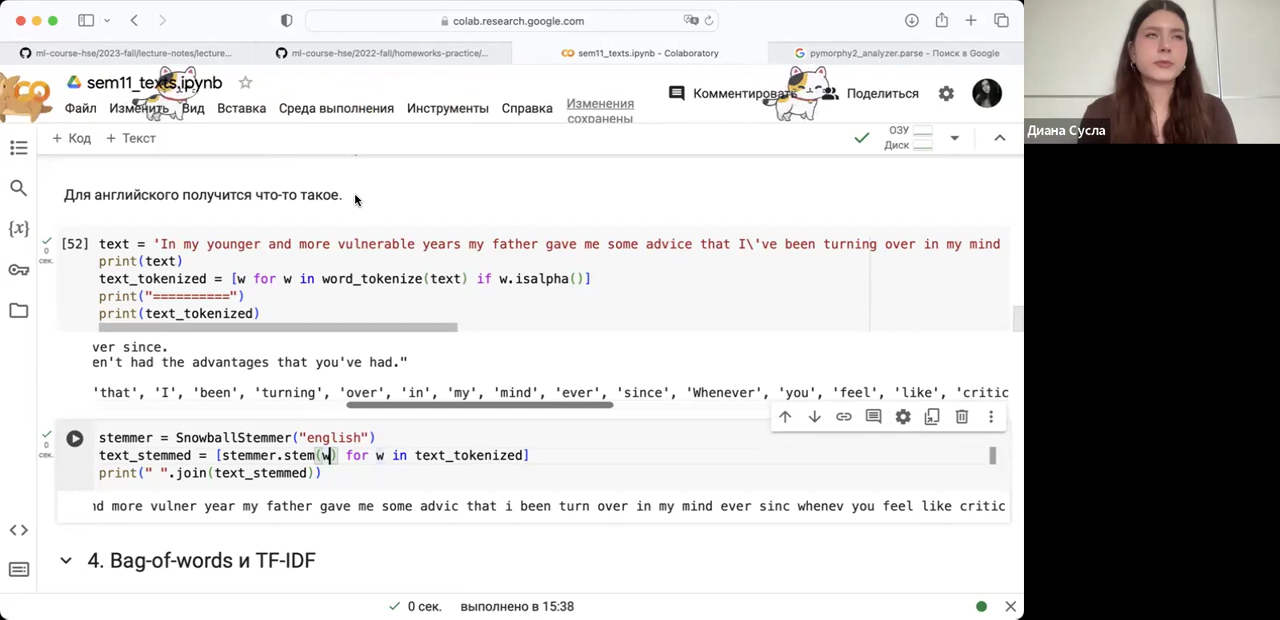 colab.research.google.com
ml-course-hse/2023-fall/lecture-notes/lecture...
ml-course-hse/2022-fall/homeworks-practice/...
sem11_texts.ipynb - Colaboratory
pymorphy2_analyzer.parse - Поиск в Google
sem11_texts.ipynb
Файл Изменить Вид Вставка Среда выполнения Инструменты Справка Изменения сохранены
Комментировать Поделиться
+ Код + Текст
ОЗУ
Диск
Для английского получится что-то такое.
[52] text = 'In my younger and more vulnerable years my father gave me some advice that I\'ve been turning over in my mind
print(text)
text_tokenized = [w for w in word_tokenize(text) if w.isalpha()]
print("==========")
print(text_tokenized)
0 сек.
ver since.
en't had the advantages that you've had."
'that', 'I', 'been', 'turning', 'over', 'in', 'my', 'mind', 'ever', 'since', 'Whenever', 'you', 'feel', 'like', 'critic
stemmer = SnowballStemmer("english")
text_stemmed = [stemmer.stem(w) for w in text_tokenized]
print(" ".join(text_stemmed))
0 сек.
nd more vulner year my father gave me some advic that i been turn over in my mind ever sinc whenev you feel like critic
4. Bag-of-words и TF-IDF
0 сек. выполнено в 15:38
Диана Сусла